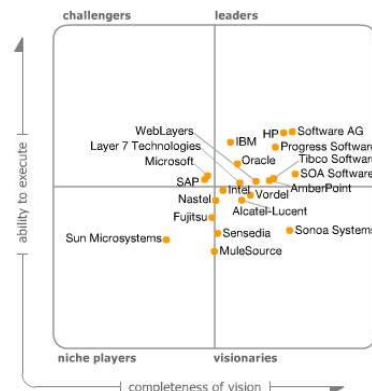 challengers
leaders
WebLayers
Layer 7 Technologies
Microsoft
SAP
IBM
HP
Software AG
Progress Software
Oracle
Tibco Software
SOA Software
AmberPoint
Intel
Vordel
Nastel
Alcatel-Lucent
Fujitsu
Sun Microsystems
Sensedia
Sonoa Systems
MuleSource
niche players
visionaries
ability to execute
completeness of vision